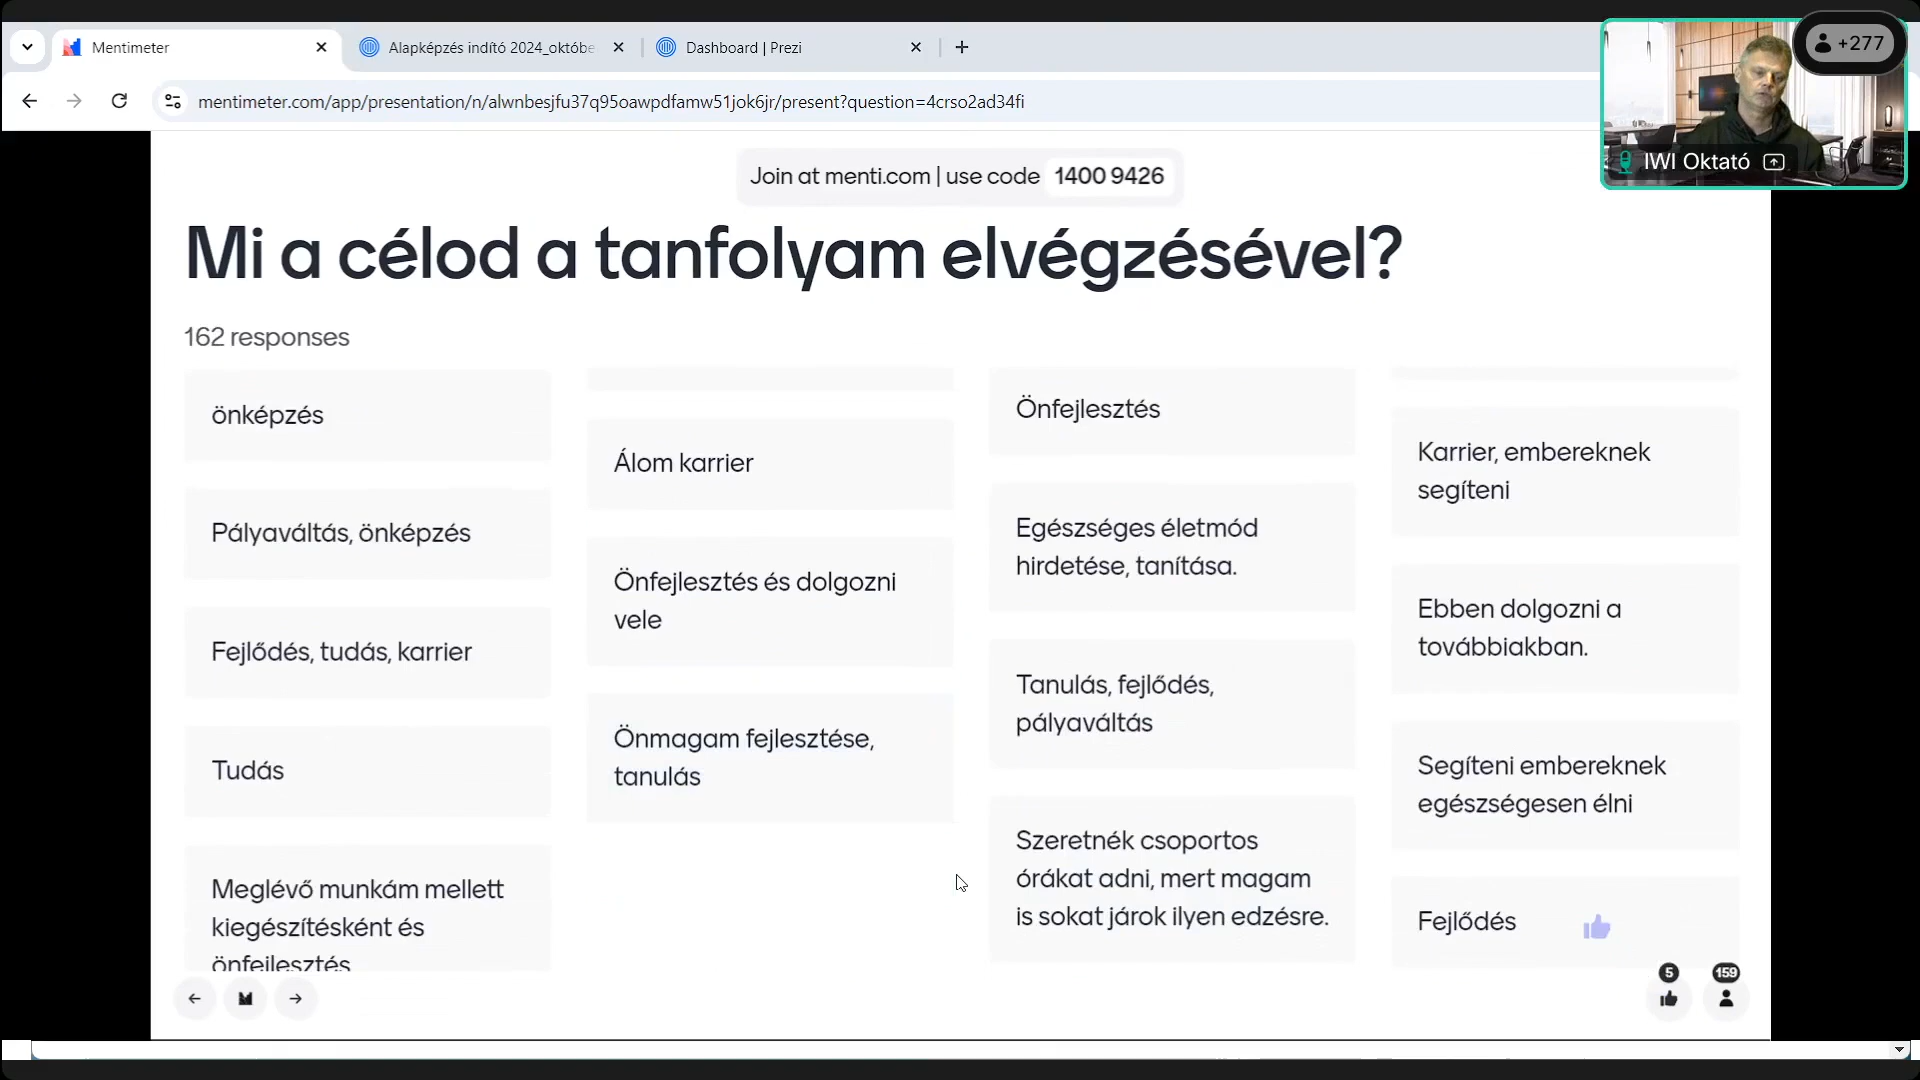 Mentimeter
Alapképzés indító 2024_októbe
Dashboard | Prezi
+277
mentimeter.com/app/presentation/n/alwnbesjfu37q95oawpdfamw51jok6jr/present?question=4crso2ad34fi
IWI Oktató
Join at menti.com | use code 1400 9426
Mi a célod a tanfolyam elvégzésével?
162 responses
önképzés
Pályaváltás, önképzés
Fejlődés, tudás, karrier
Tudás
Meglévő munkám mellett
kiegészítésként és
önfejlesztés
Álom karrier
Önfejlesztés és dolgozni
vele
Önmagam fejlesztése,
tanulás
Önfejlesztés
Egészséges életmód
hirdetése, tanítása.
Tanulás, fejlődés,
pályaváltás
Szeretnék csoportos
órákat adni, mert magam
is sokat járok ilyen edzésre.
Karrier, embereknek
segíteni
Ebben dolgozni a
továbbiakban.
Segíteni embereknek
egészségesen élni
Fejlődés
5
159